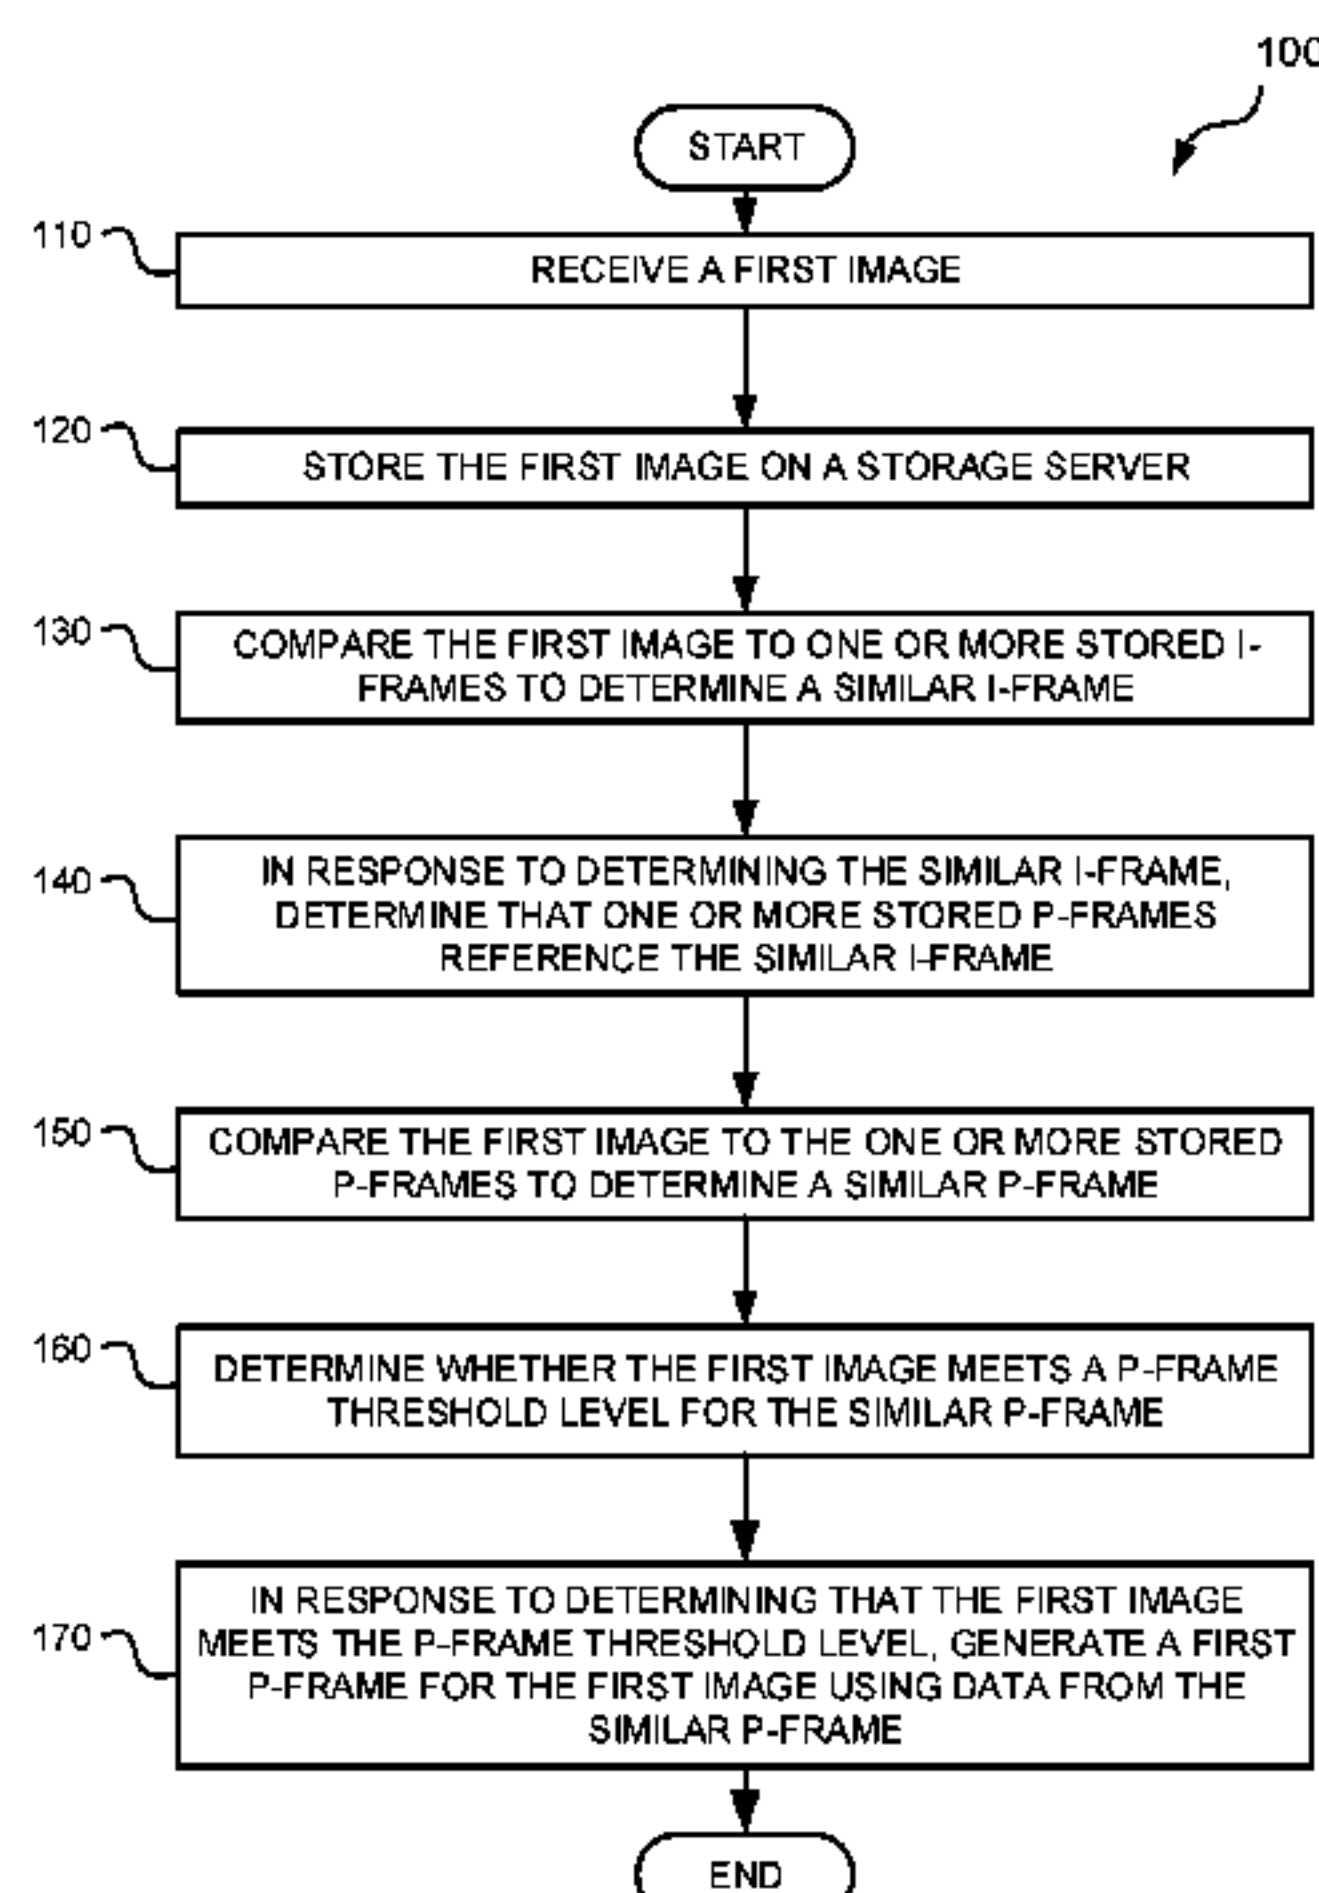 100
START
110
RECEIVE A FIRST IMAGE
120
STORE THE FIRST IMAGE ON A STORAGE SERVER
130
COMPARE THE FIRST IMAGE TO ONE OR MORE STORED I-
FRAMES TO DETERMINE A SIMILAR I-FRAME
140
IN RESPONSE TO DETERMINING THE SIMILAR I-FRAME,
DETERMINE THAT ONE OR MORE STORED P-FRAMES
REFERENCE THE SIMILAR I-FRAME
150
COMPARE THE FIRST IMAGE TO THE ONE OR MORE STORED
P-FRAMES TO DETERMINE A SIMILAR P-FRAME
160
DETERMINE WHETHER THE FIRST IMAGE MEETS A P-FRAME
THRESHOLD LEVEL FOR THE SIMILAR P-FRAME
170
IN RESPONSE TO DETERMINING THAT THE FIRST IMAGE
MEETS THE P-FRAME THRESHOLD LEVEL, GENERATE A FIRST
P-FRAME FOR THE FIRST IMAGE USING DATA FROM THE
SIMILAR P-FRAME
END